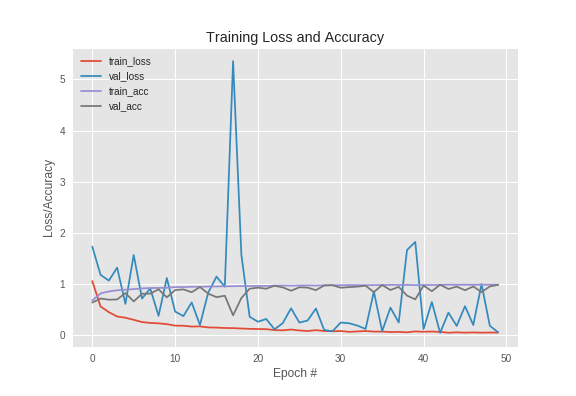 Training Loss and Accuracy
train_loss
val_loss
train_acc
val_acc
Loss/Accuracy
5
4
3
2
1
0
0 10 20 30 40 50
Epoch #